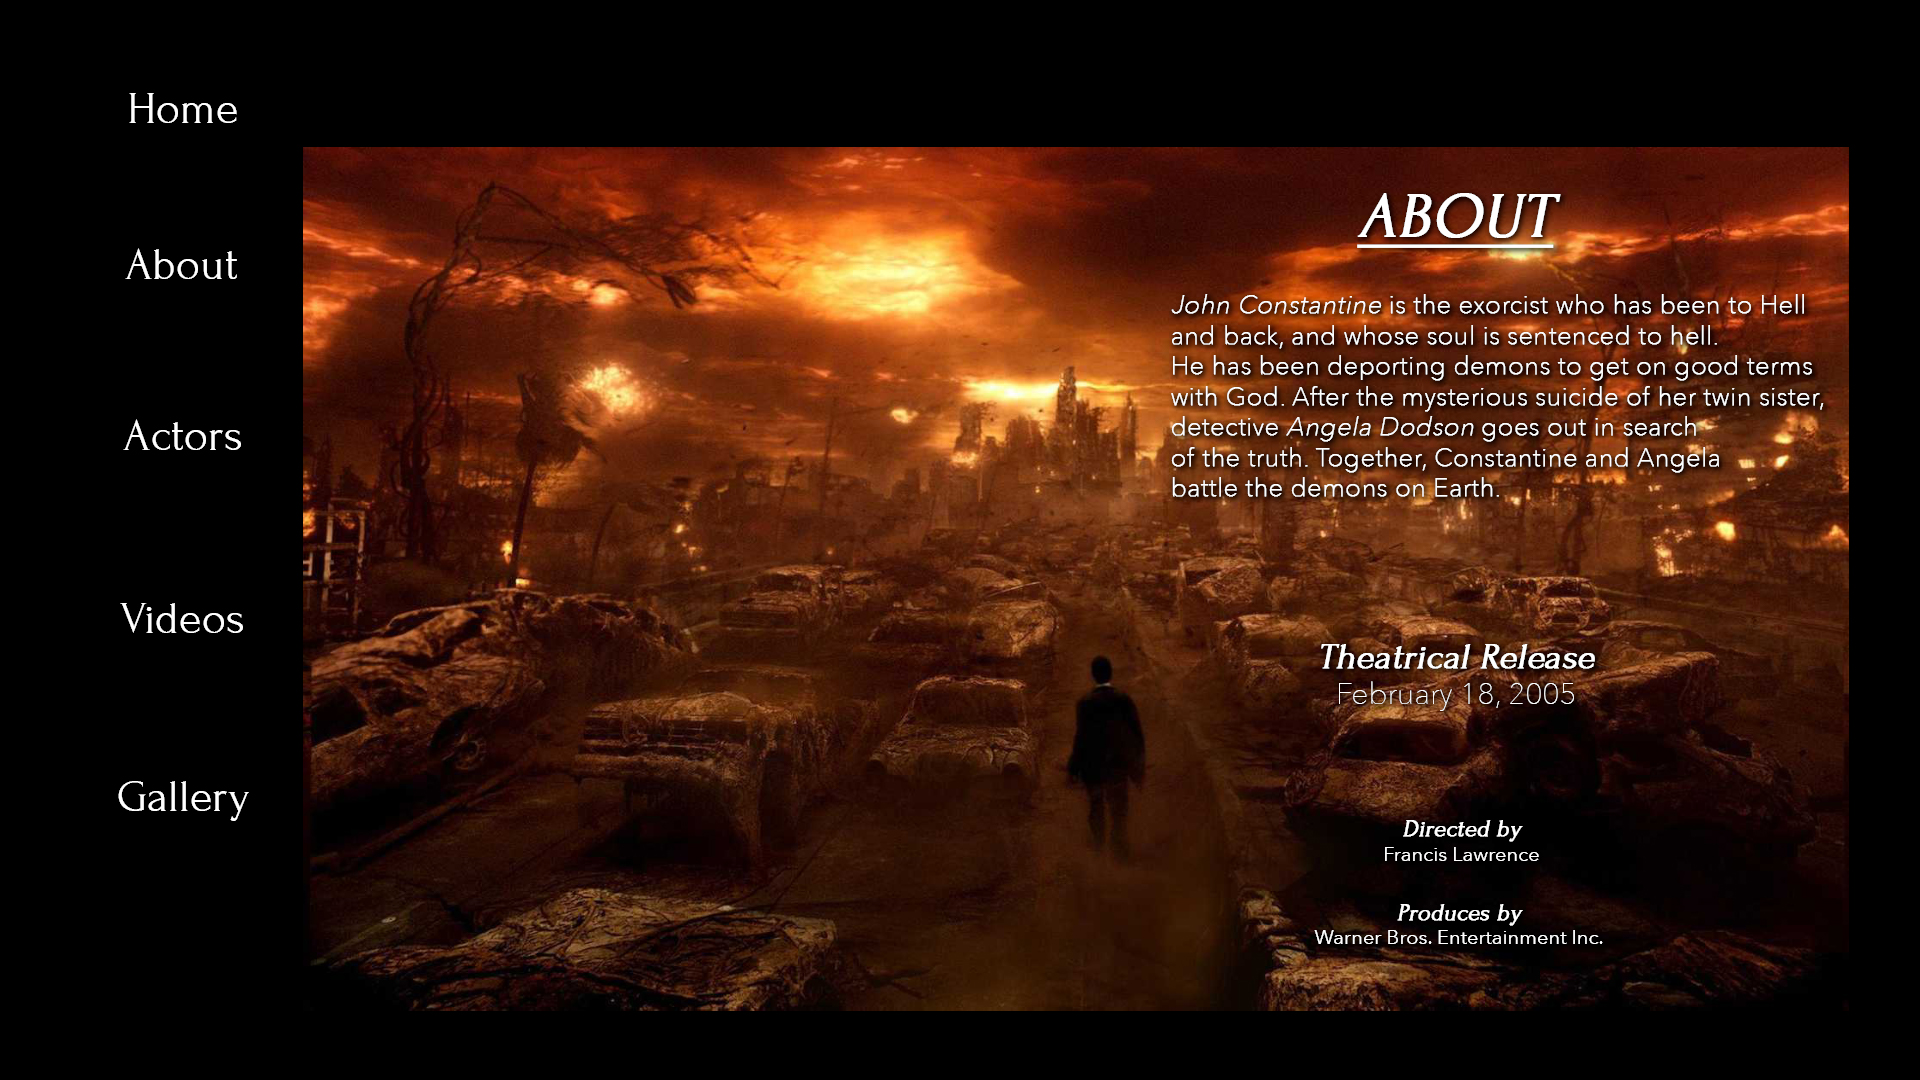 Home
About
Actors
Videos
Gallery
ABOUT
John Constantine is the exorcist who has been to Hell
and back, and whose soul is sentenced to hell.
He has been deporting demons to get on good terms
with God. After the mysterious suicide of her twin sister,
detective Angela Dodson goes out in search
of the truth. Together, Constantine and Angela
battle the demons on Earth.
Theatrical Release
February 18, 2005
Directed by
Francis Lawrence
Produces by
Warner Bros. Entertainment Inc.